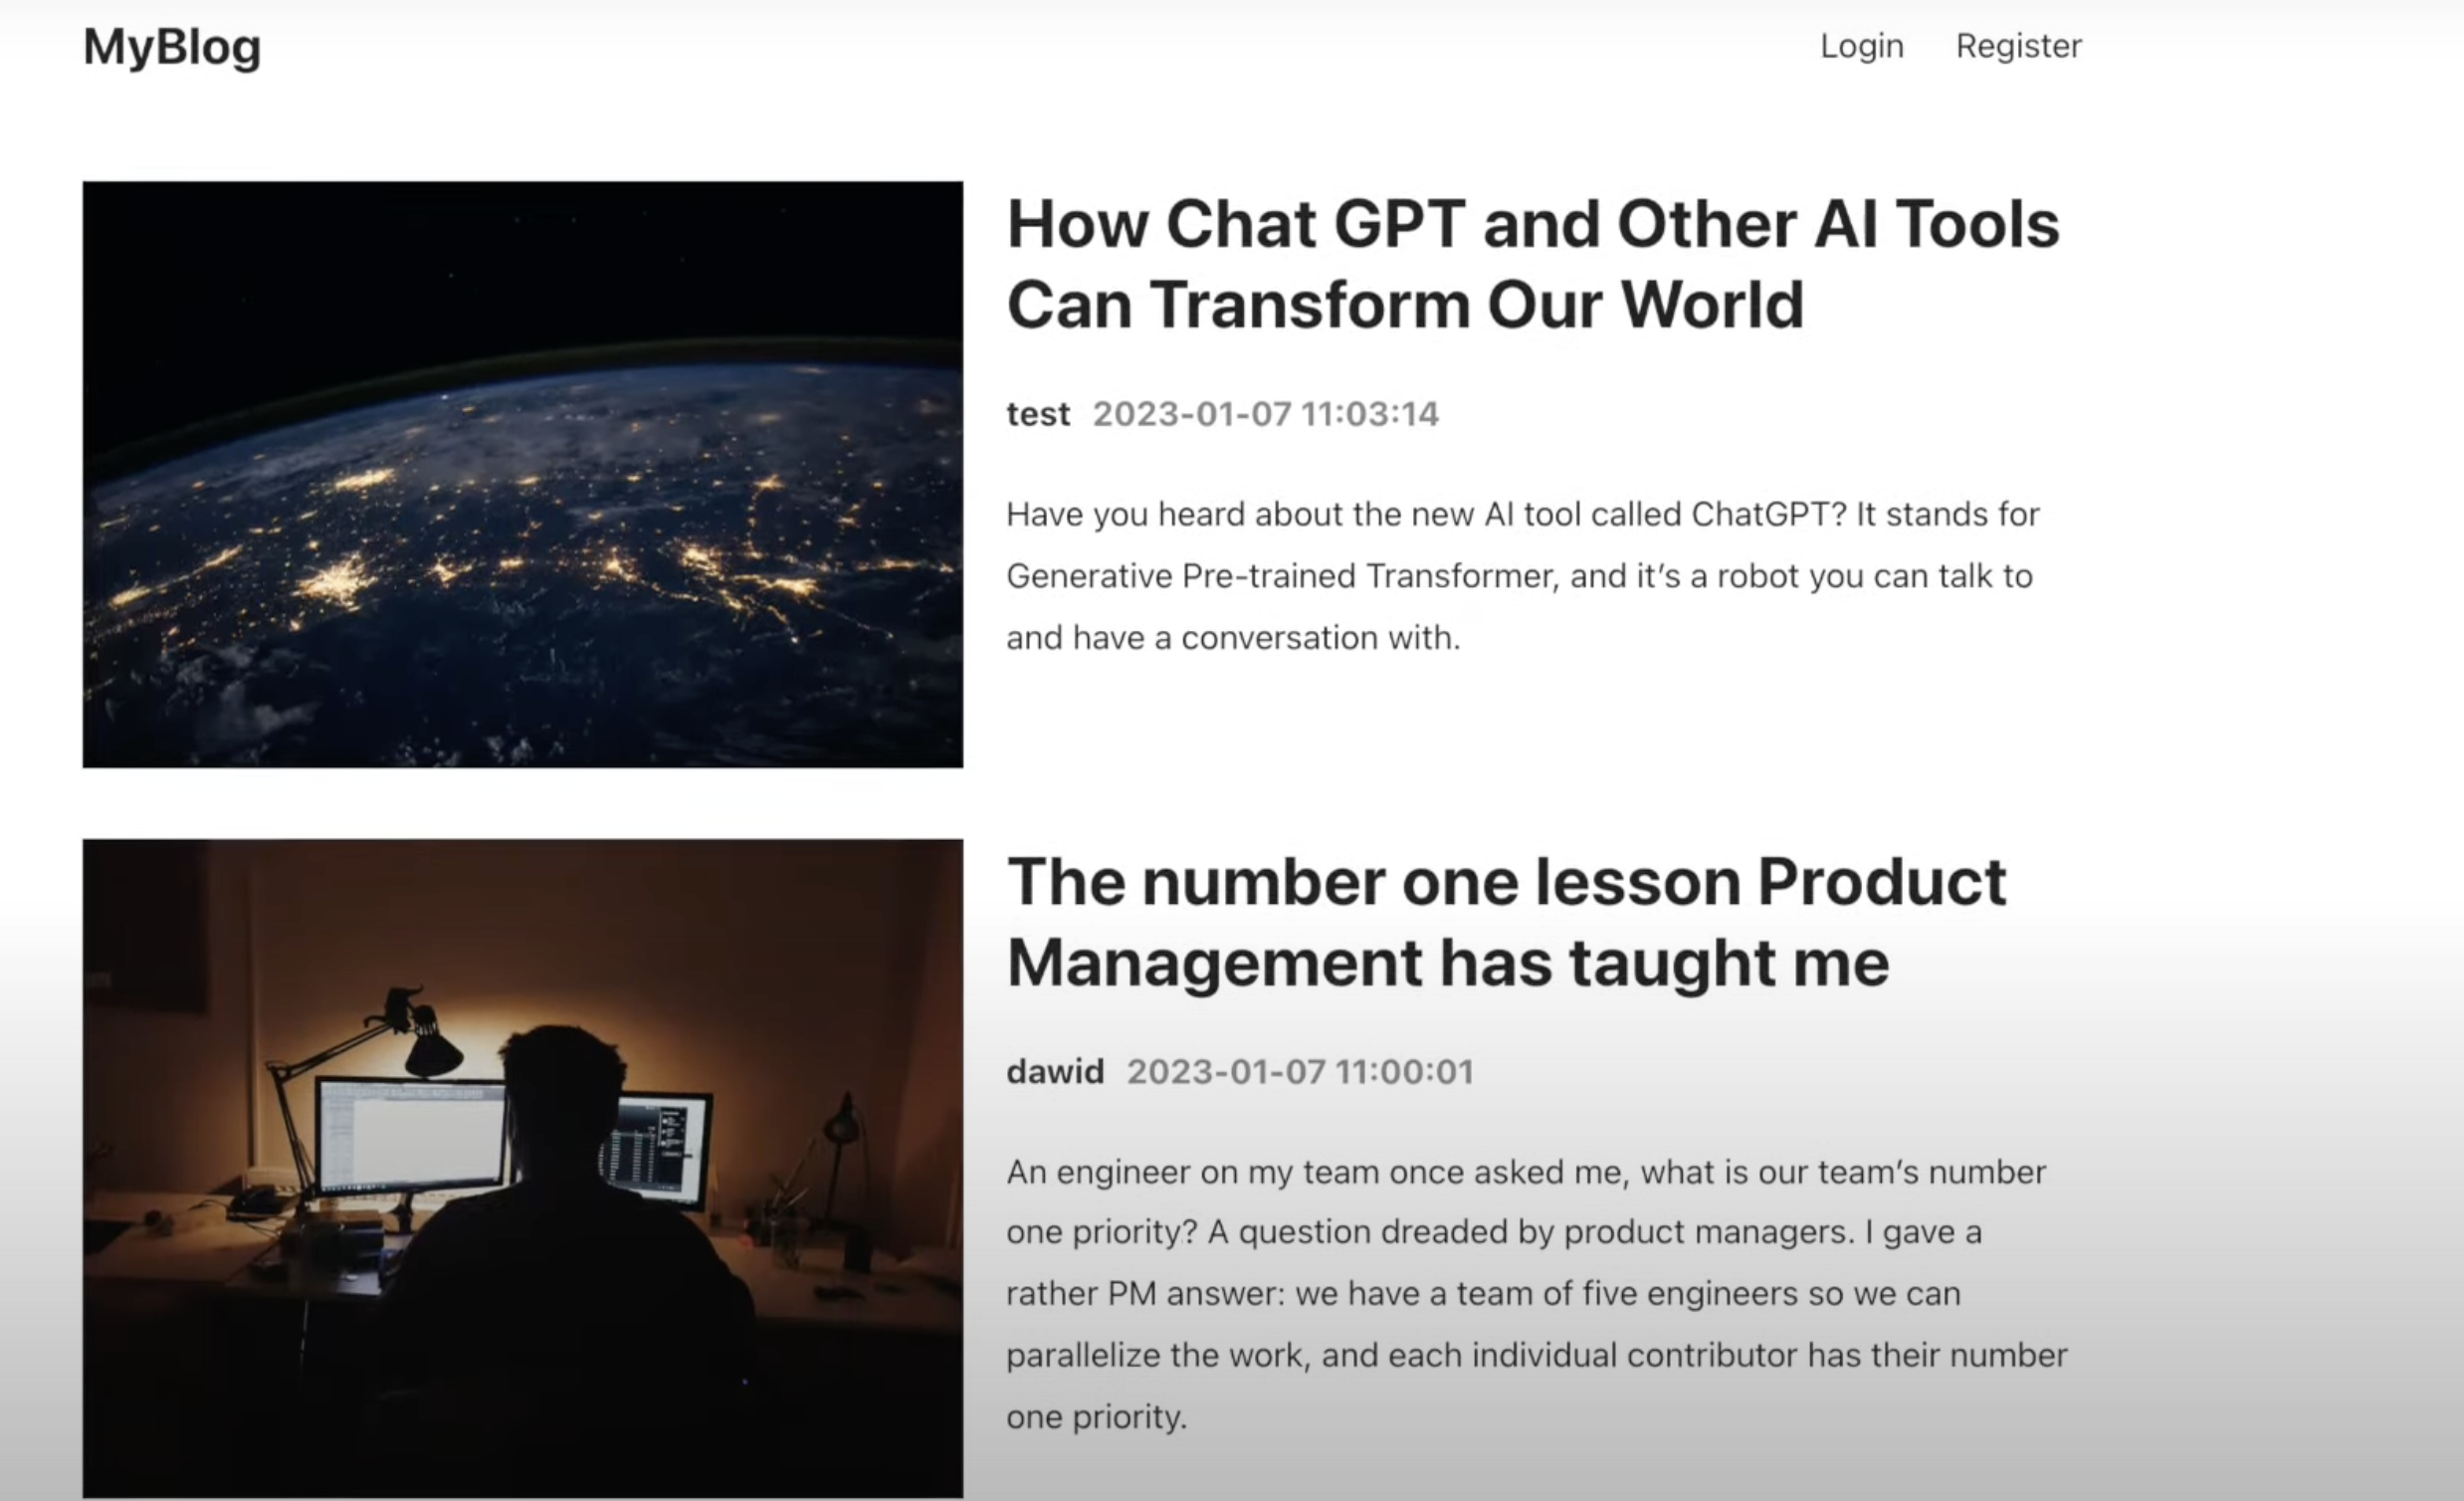 MyBlog
Login Register
How Chat GPT and Other AI Tools
Can Transform Our World
test 2023-01-07 11:03:14
Have you heard about the new AI tool called ChatGPT? It stands for
Generative Pre-trained Transformer, and it’s a robot you can talk to
and have a conversation with.
The number one lesson Product
Management has taught me
dawid 2023-01-07 11:00:01
An engineer on my team once asked me, what is our team’s number
one priority? A question dreaded by product managers. I gave a
rather PM answer: we have a team of five engineers so we can
parallelize the work, and each individual contributor has their number
one priority.